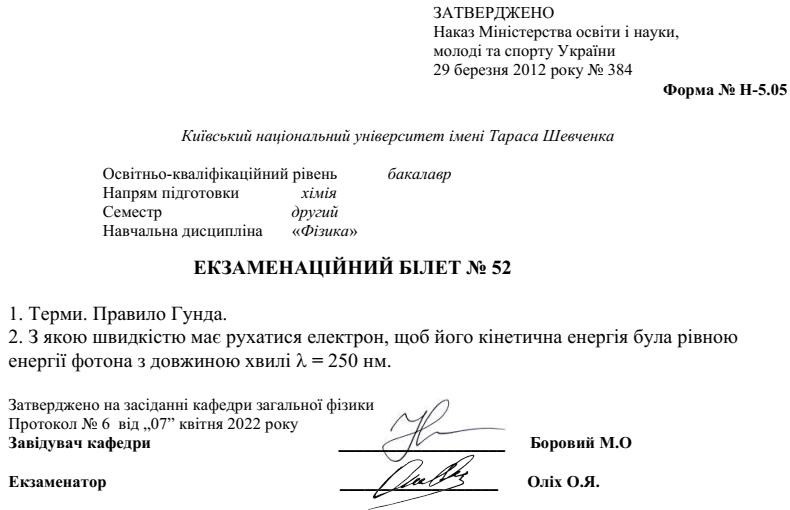 ЗАТВЕРДЖЕНО
Наказ Міністерства освіти і науки,
молоді та спорту України
29 березня 2012 року № 384
Форма № Н-5.05
Київський національний університет імені Тараса Шевченка
Освітньо-кваліфікаційний рівень бакалавр
Напрям підготовки хімія
Семестр другий
Навчальна дисципліна «Фізика»
ЕКЗАМЕНАЦІЙНИЙ БІЛЕТ № 52
1. Терми. Правило Гунда.
2. З якою швидкістю має рухатися електрон, щоб його кінетична енергія була рівною
енергії фотона з довжиною хвилі λ = 250 нм.
Затверджено на засіданні кафедри загальної фізики
Протокол № 6 від „07” квітня 2022 року
Завідувач кафедри Боровий М.О
Екзаменатор Оліх О.Я.